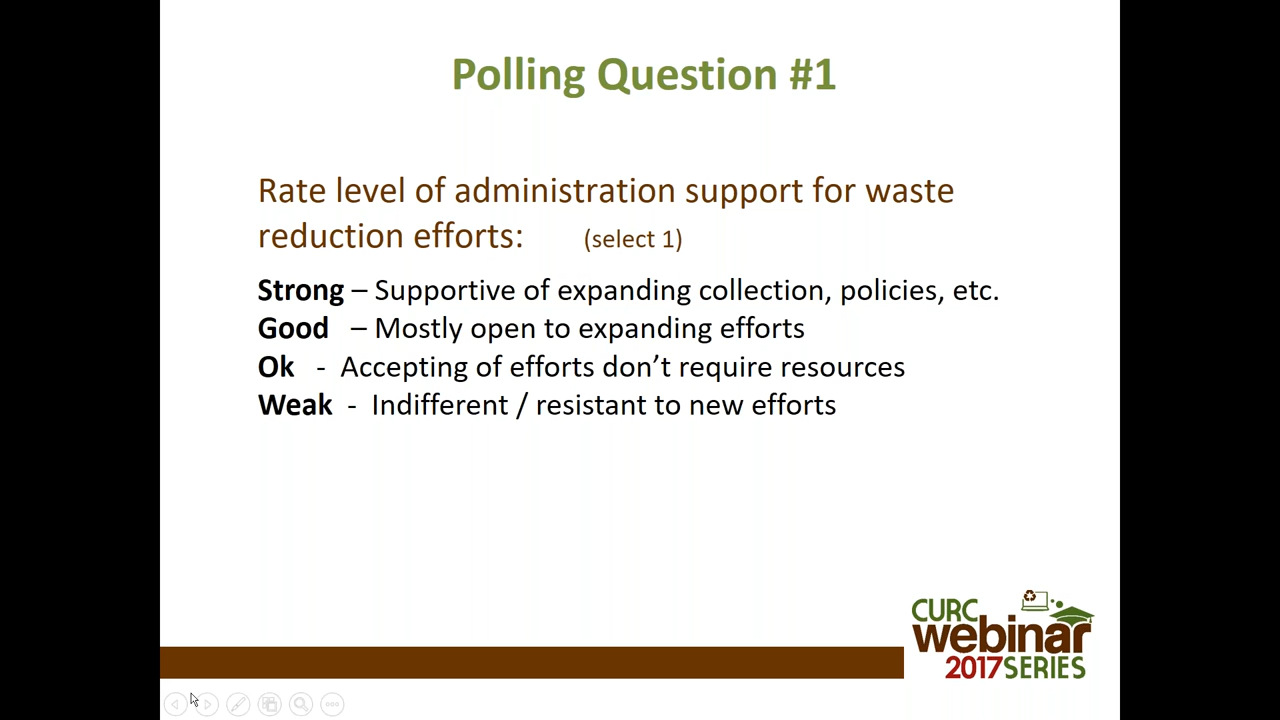 Polling Question #1
Rate level of administration support for waste
reduction efforts: (select 1)
Strong – Supportive of expanding collection, policies, etc.
Good – Mostly open to expanding efforts
Ok - Accepting of efforts don’t require resources
Weak - Indifferent / resistant to new efforts
CURC
webinar
2017SERIES